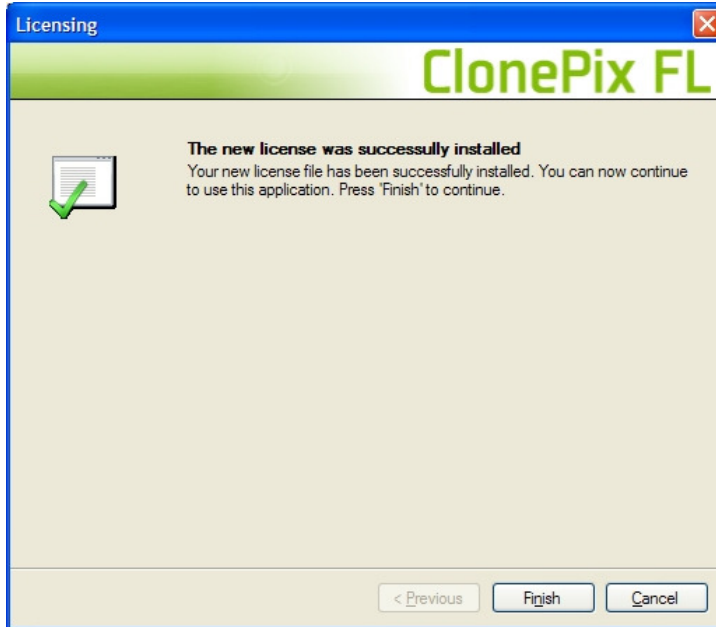 Licensing
ClonePix FL
The new license was successully installed
Your new license file has been successfully installed. You can now continue
to use this application. Press 'Finish' to continue.
< Previous
Finish
Cancel